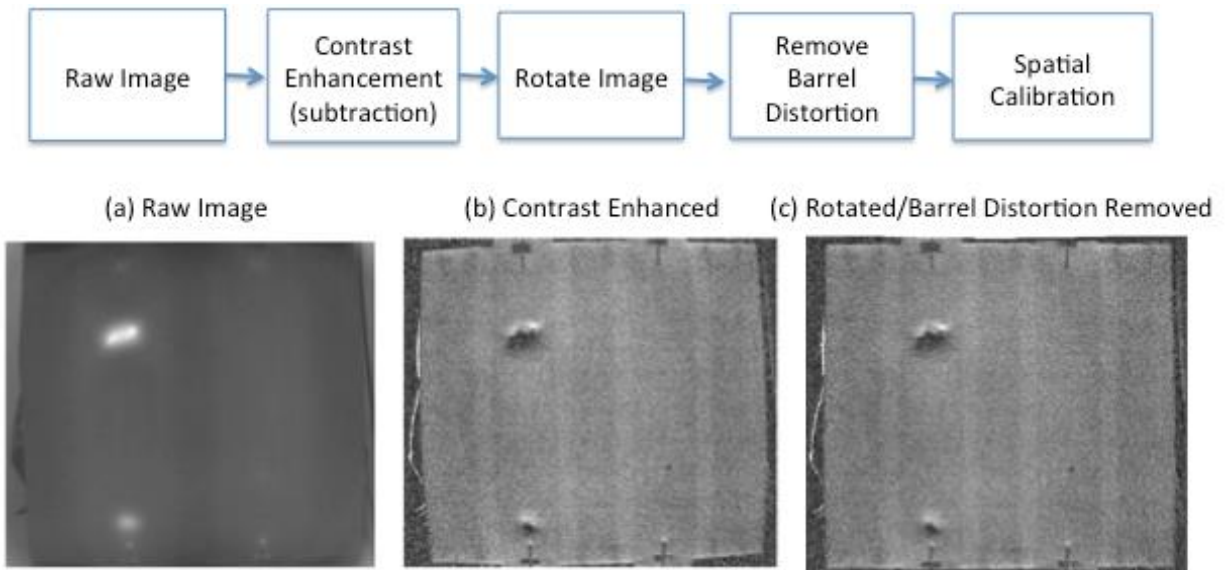 Raw Image
Contrast
Enhancement
(subtraction)
Rotate Image
Remove
Barrel
Distortion
Spatial
Calibration
(a) Raw Image
(b) Contrast Enhanced
(c) Rotated/Barrel Distortion Removed